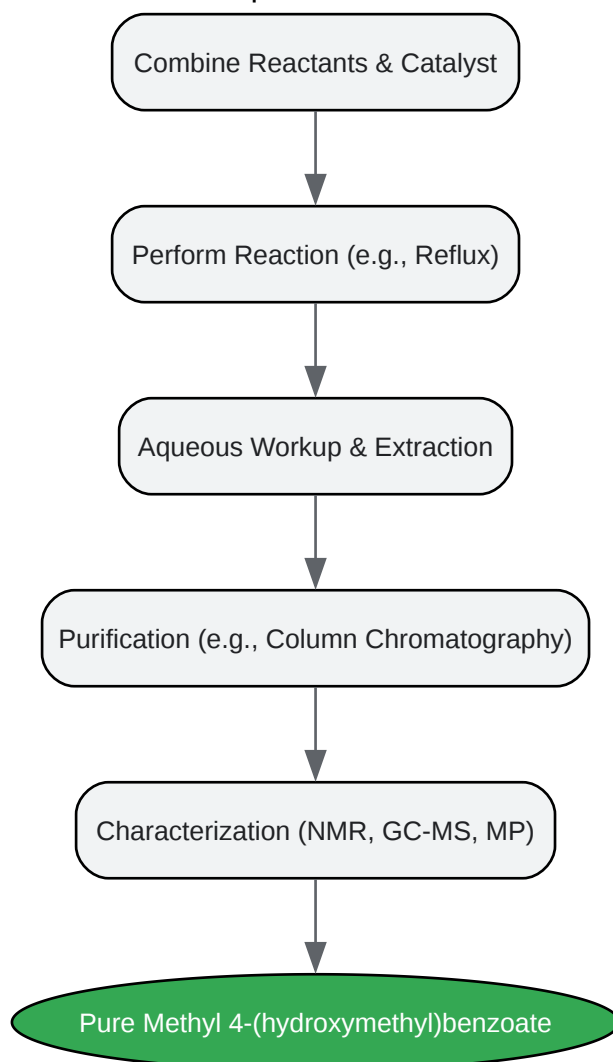 Combine Reactants & Catalyst
Perform Reaction (e.g., Reflux)
Aqueous Workup & Extraction
Purification (e.g., Column Chromatography)
Characterization (NMR, GC-MS, MP)
Pure Methyl 4-(hydroxymethyl)benzoate